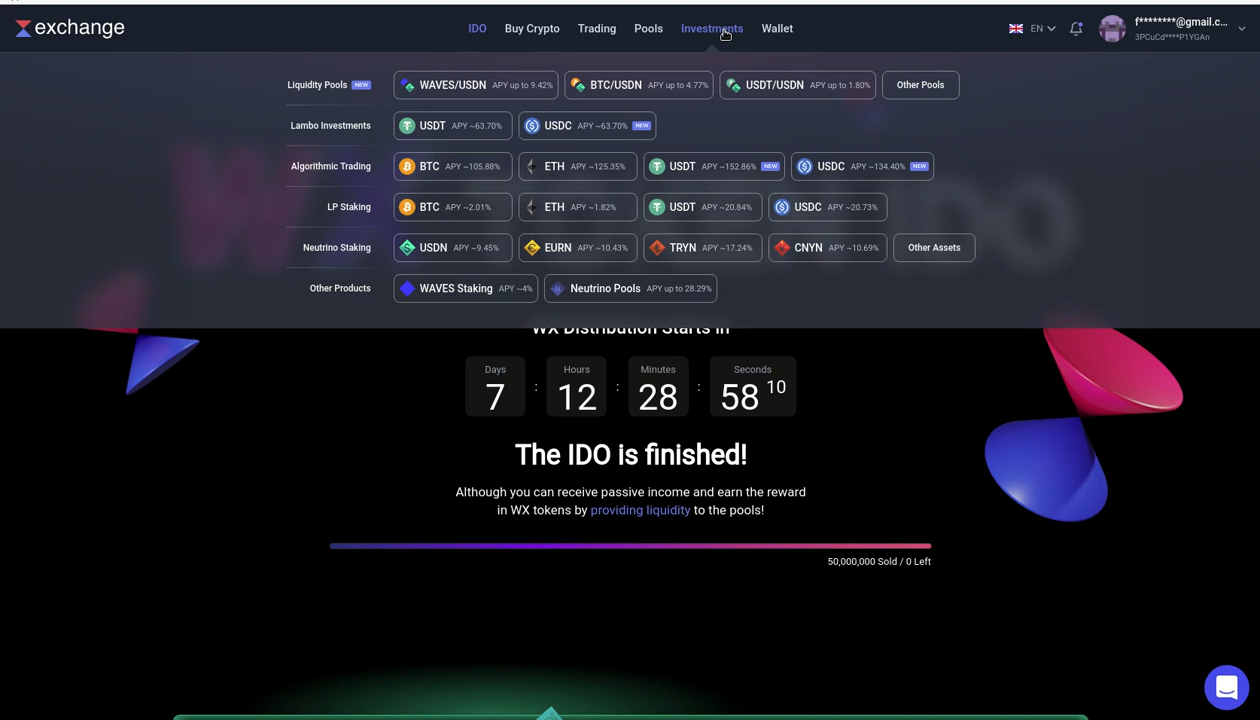 exchange
IDO Buy Crypto Trading Pools Investments Wallet
EN
f********@gmail.c...
3PCuCd****P1YGAn
Liquidity Pools NEW WAVES/USDN APY up to 9.42% BTC/USDN APY up to 4.77% USDT/USDN APY up to 1.80% Other Pools
Lambo Investments USDT APY ~63.70% USDC APY ~63.70% NEW
Algorithmic Trading BTC APY ~105.88% ETH APY ~125.35% USDT APY ~152.86% NEW USDC APY ~134.40% NEW
LP Staking BTC APY ~2.01% ETH APY ~1.82% USDT APY ~20.84% USDC APY ~20.73%
Neutrino Staking USDN APY ~9.45% EURN APY ~10.43% TRYN APY ~17.24% CNYN APY ~10.69% Other Assets
Other Products WAVES Staking APY ~4% Neutrino Pools APY up to 28.29%
WX Distribution Starts in
Days Hours Minutes Seconds
7 : 12 : 28 : 58 10
The IDO is finished!
Although you can receive passive income and earn the reward
in WX tokens by providing liquidity to the pools!
50,000,000 Sold / 0 Left